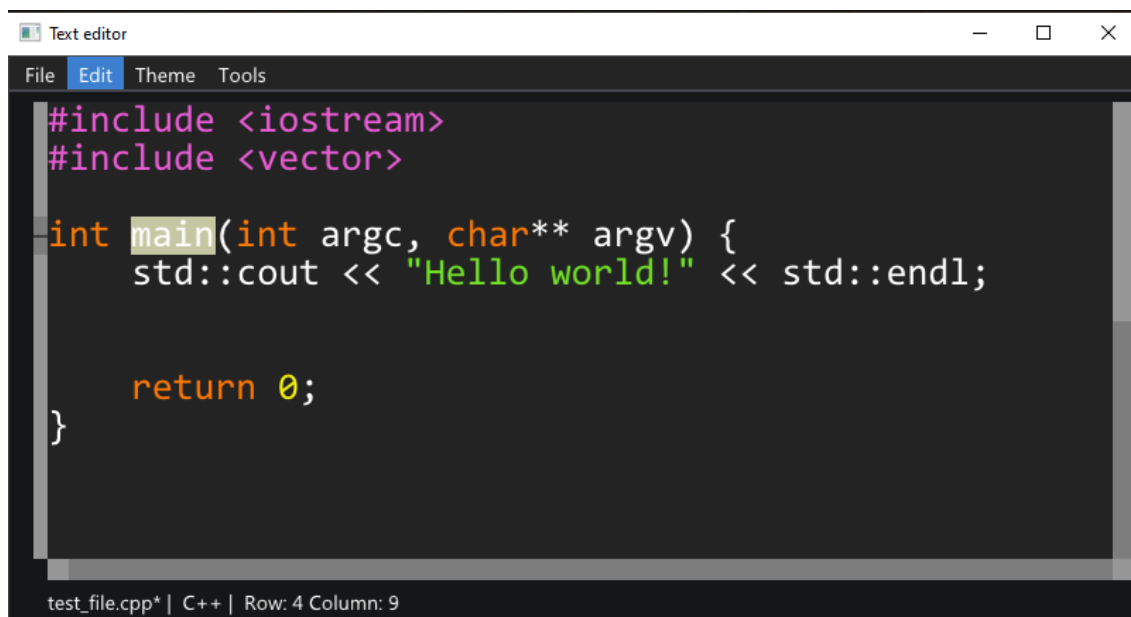 Text editor
File Edit Theme Tools
#include <iostream>
#include <vector>
int main(int argc, char** argv) {
    std::cout << "Hello world!" << std::endl;
    return 0;
}
test_file.cpp* | C++ | Row: 4 Column: 9